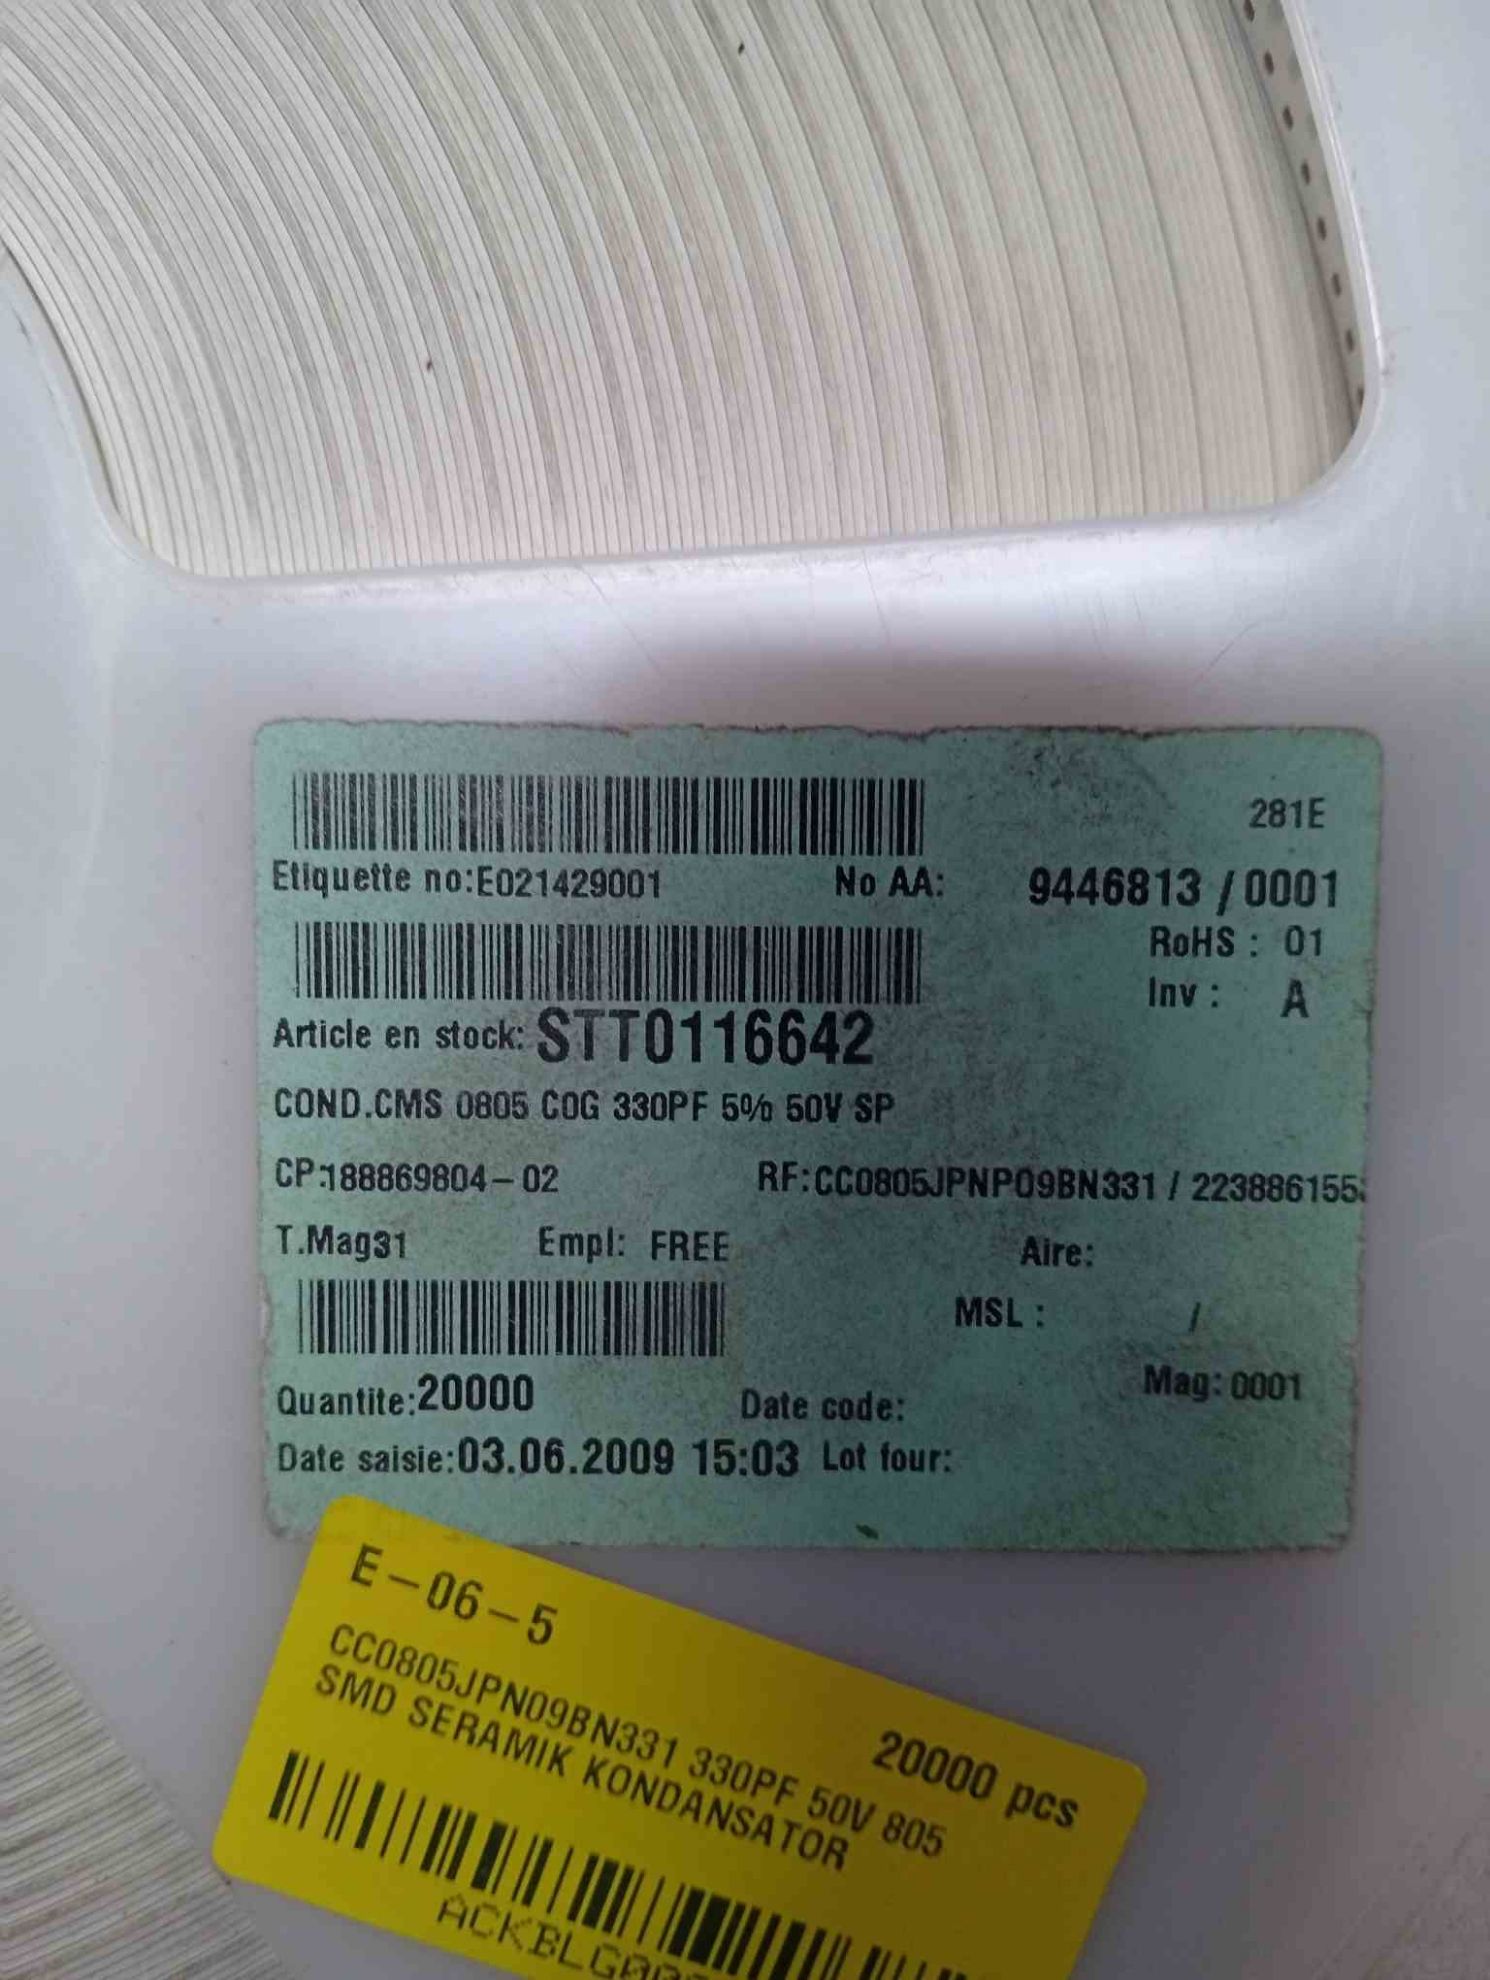 281E
Etiquette no:E021429001 No AA: 9446813 / 0001
RoHS : 01
Inv : A
Article en stock: STT0116642
COND.CMS 0805 COG 330PF 5% 50V SP
CP:188869804-02 RF:CC0805JPNP09BN331 / 223886155
T.Mag31 Empl: FREE Aire:
MSL : /
Mag: 0001
Quantite:20000 Date code:
Date saisie:03.06.2009 15:03 Lot four:
E-06-5
20000 pcs
CC0805JPN09BN331 330PF 50V 805
SMD SERAMIK KONDANSATOR